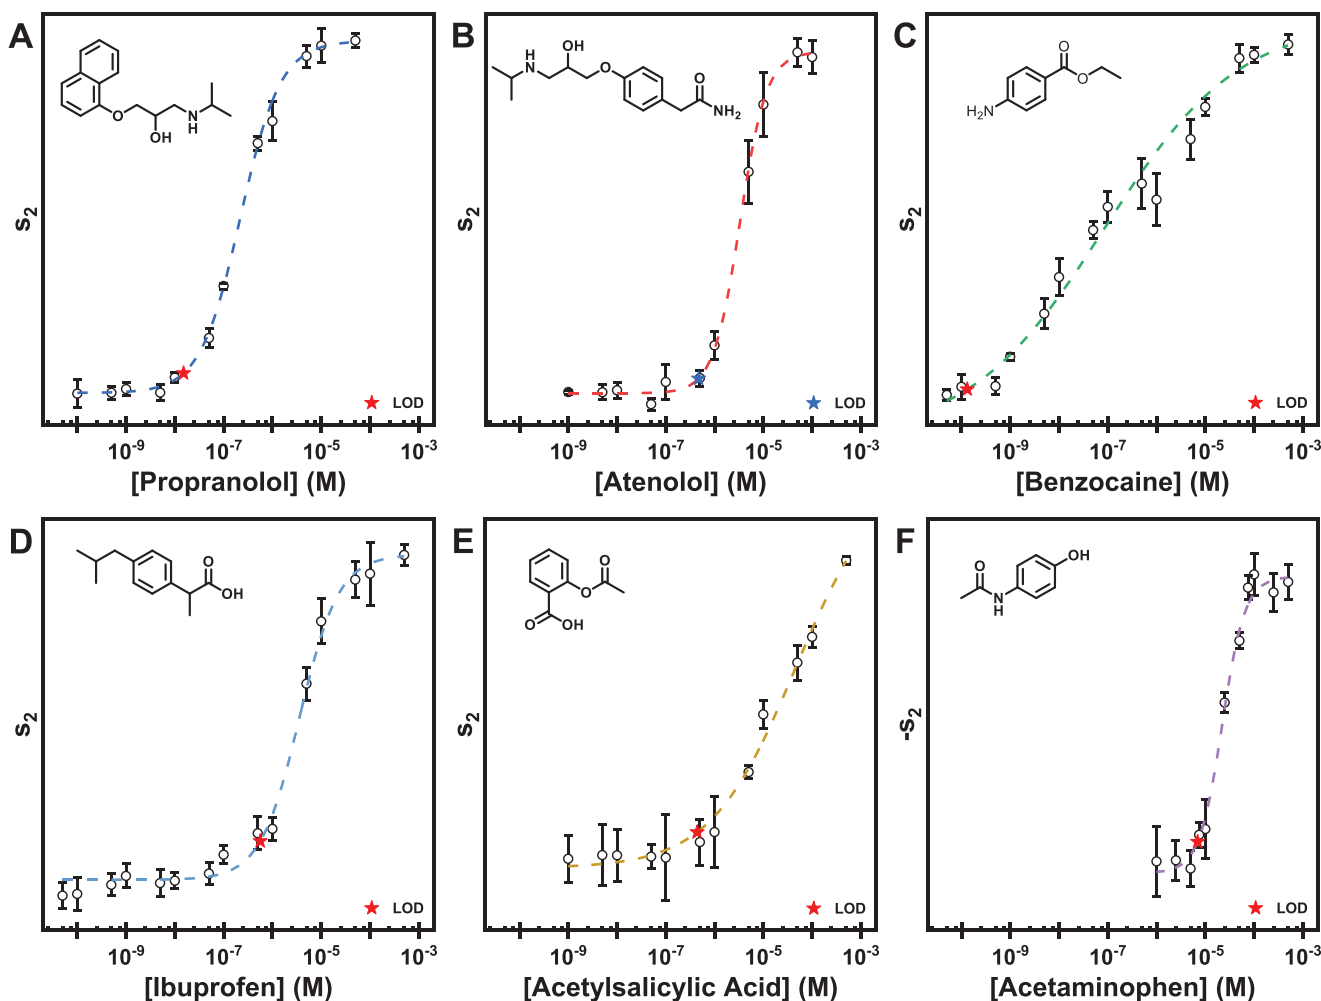 A
O
OH
N
H
s2
LOD
10-9
10-7
10-5
10-3
[Propranolol] (M)
B
H
N
OH
O
O
NH2
s2
LOD
10-9
10-7
10-5
10-3
[Atenolol] (M)
C
O
O
H2N
s2
LOD
10-9
10-7
10-5
10-3
[Benzocaine] (M)
D
O
OH
s2
LOD
10-9
10-7
10-5
10-3
[Ibuprofen] (M)
E
O
O
O
OH
s2
LOD
10-9
10-7
10-5
10-3
[Acetylsalicylic Acid] (M)
F
OH
O
N
H
-s2
LOD
10-9
10-7
10-5
10-3
[Acetaminophen] (M)